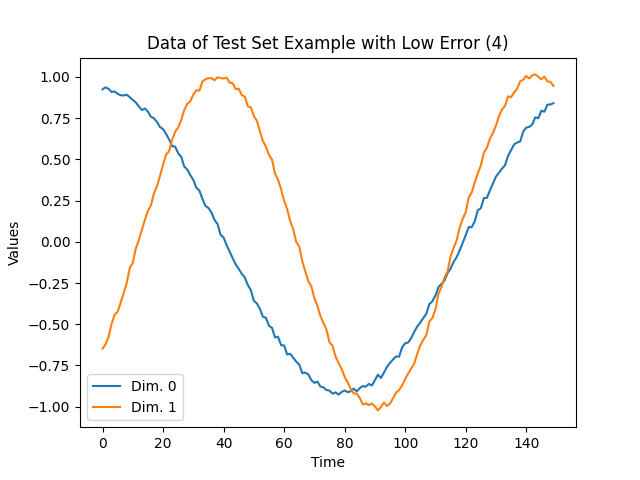 Data of Test Set Example with Low Error (4)
1.00
0.75
0.50
0.25
0.00
−0.25
−0.50
−0.75
−1.00
Values
Dim. 0
Dim. 1
0 20 40 60 80 100 120 140
Time